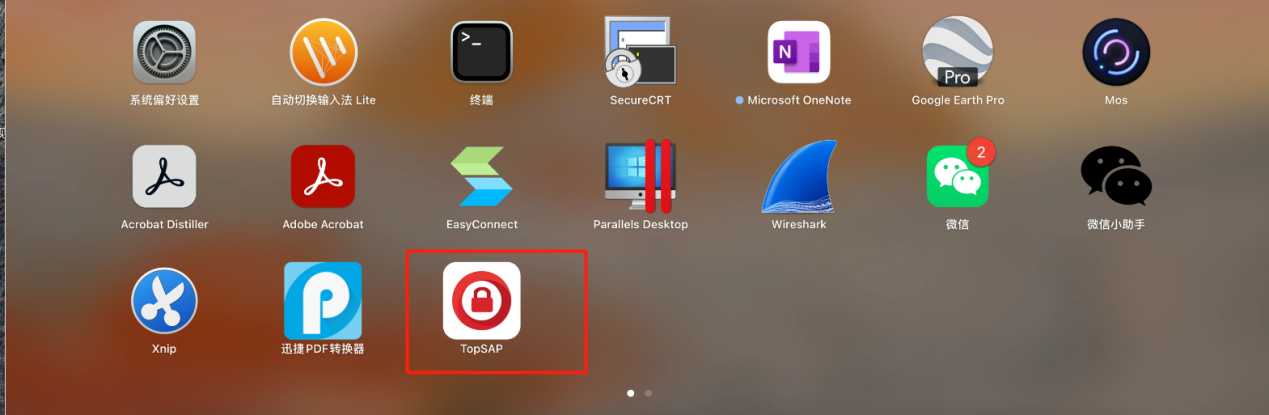 >_
N
Pro
系统偏好设置
自动切换输入法 Lite
终端
SecureCRT
Microsoft OneNote
Google Earth Pro
Mos
2
Acrobat Distiller
Adobe Acrobat
EasyConnect
Parallels Desktop
Wireshark
微信
微信小助手
P
Xnip
迅捷PDF转换器
TopSAP